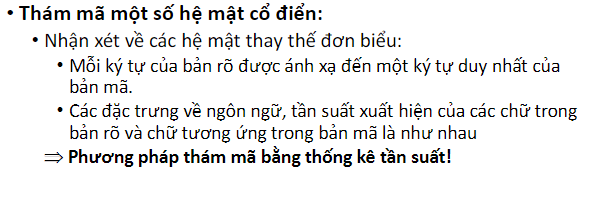 • Thám mã một số hệ mật cổ điển:
• Nhận xét về các hệ mật thay thế đơn biểu:
• Mỗi ký tự của bản rõ được ánh xạ đến một ký tự duy nhất của
bản mã.
• Các đặc trưng về ngôn ngữ, tần suất xuất hiện của các chữ trong
bản rõ và chữ tương ứng trong bản mã là như nhau
⇒ Phương pháp thám mã bằng thống kê tần suất!